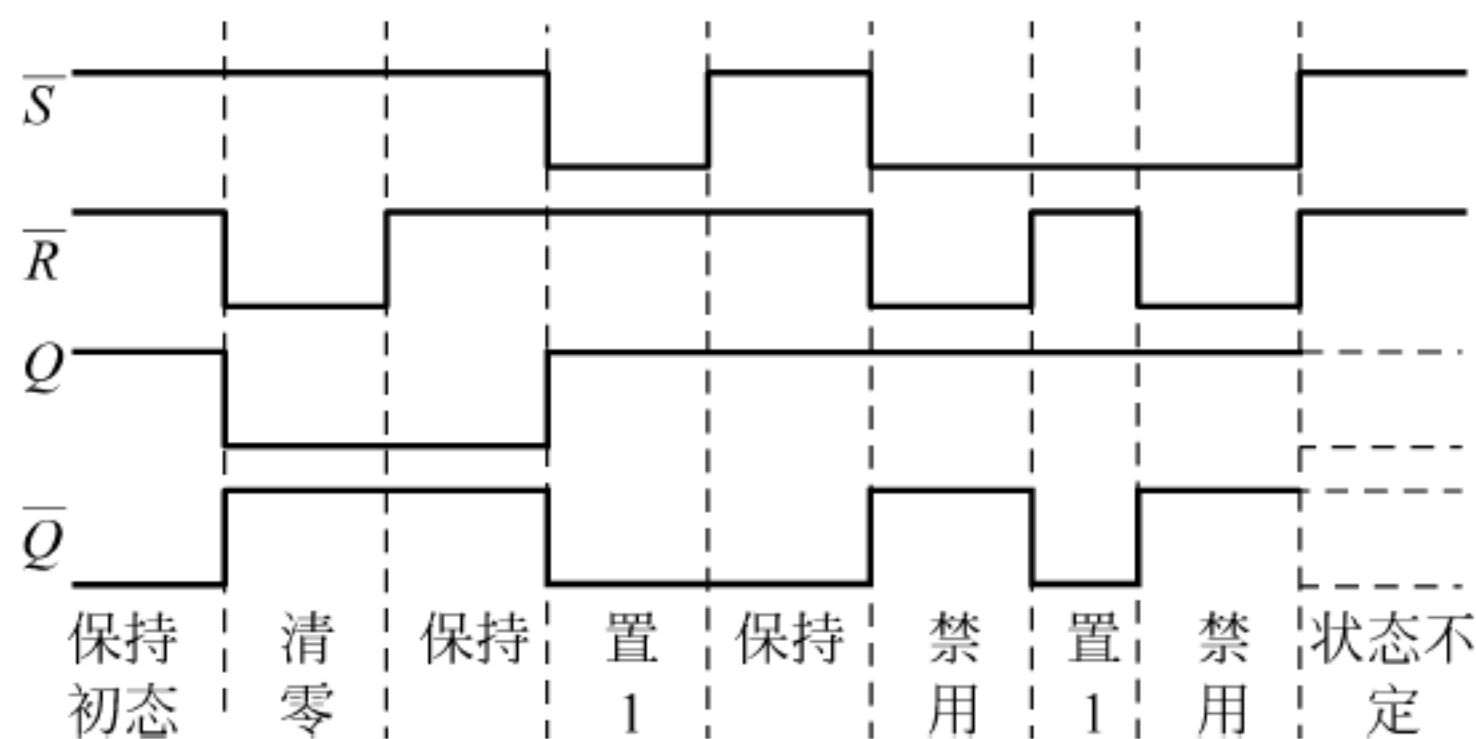 S̅
R̅
Q
Q̅
保持 清 保持 置 保持 禁 置 禁 状态不
初态 零 1 用 1 用 定